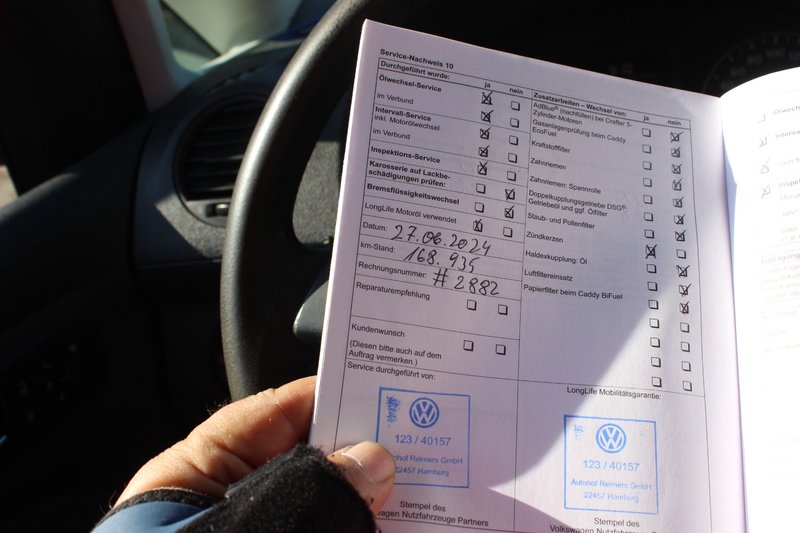 Service-Nachweis 10
Durchgeführt wurde:
ja nein
Ölwechsel-Service
im Verbund
Intervall-Service
inkl. Motorölwechsel
im Verbund
Inspektions-Service
Karosserie auf Lackbe-
schädigungen prüfen:
Bremsflüssigkeitswechsel
LongLife Motoröl verwendet
Datum: 27.06.2024
km-Stand: 168.935
Rechnungsnummer: #2882
Reparaturempfehlung
Kundenwunsch
(Diesen bitte auch auf dem
Auftrag vermerken.)
Service durchgeführt von:
123 / 40157
Autohof Reimers GmbH
22457 Hamburg
Stempel des
wagen Nutzfahrzeuge Partners
Zusatzarbeiten – Wechsel von:
ja nein
AdBlue® (nachfüllen) bei Crafter 5-
Zylinder-Motoren
Gasanlagenprüfung beim Caddy
EcoFuel
Kraftstofffilter
Zahnriemen
Zahnriemen: Spannrolle
Doppelkupplungsgetriebe DSG®:
Getriebeöl und ggf. Ölfilter
Staub- und Pollenfilter
Zündkerzen
Haldexkupplung: Öl
Luftfiltereinsatz
Papierfilter beim Caddy BiFuel
LongLife Mobilitätsgarantie:
123 / 40157
Autohof Reimers GmbH
22457 Hamburg
Stempel des